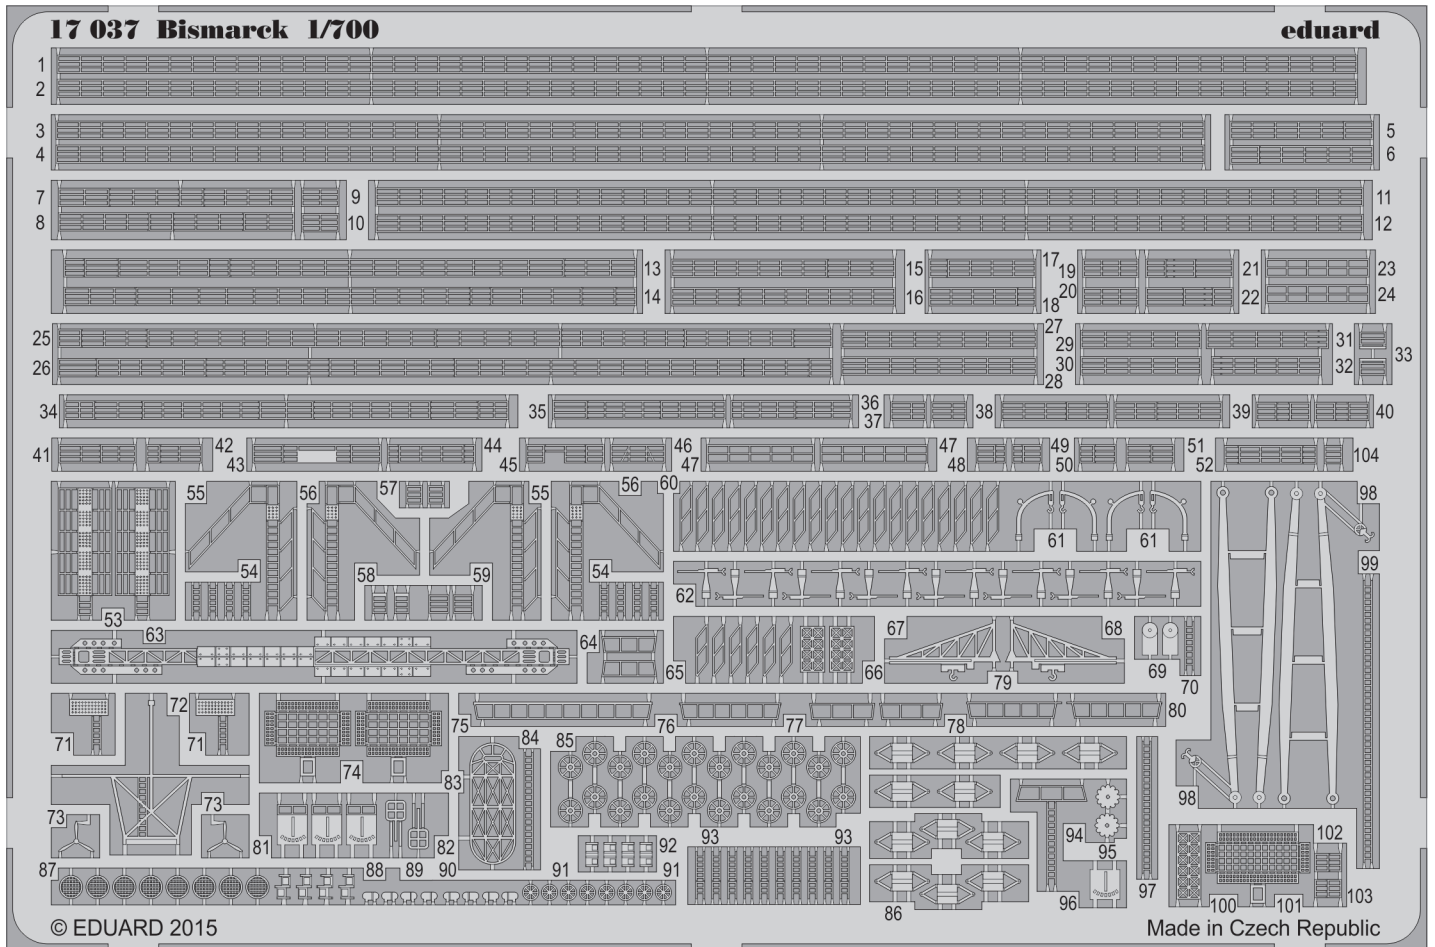 17 037 Bismarck 1/700 eduard
1
2
3 5
4 6
7 9 11
8 10 12
13 15 17 19 21 23
14 16 18 20 22 24
25 27 29 31 33
26 28 30 32
34 35 36 37 38 39 40
41 42 43 44 45 46 47 47 48 49 50 51 52 104
55 56 57 55 56 60 98
54 58 59 54 61 61 99
53 62
63 64 65 66 67 68 69 70
79
71 72 71 75 76 77 78 80
74 83 84 85
73 73 98
81 82 93 93 94 95 102
92
87 88 89 90 91 91 86 96 97 100 101 103
© EDUARD 2015 Made in Czech Republic